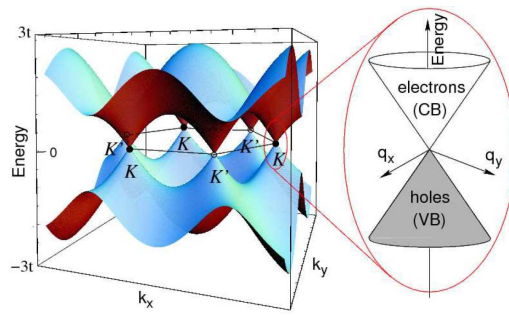 3t
Energy
0
−3t
K'
K
K
K'
K'
K
k_x
k_y
Energy
electrons
(CB)
q_x
q_y
holes
(VB)